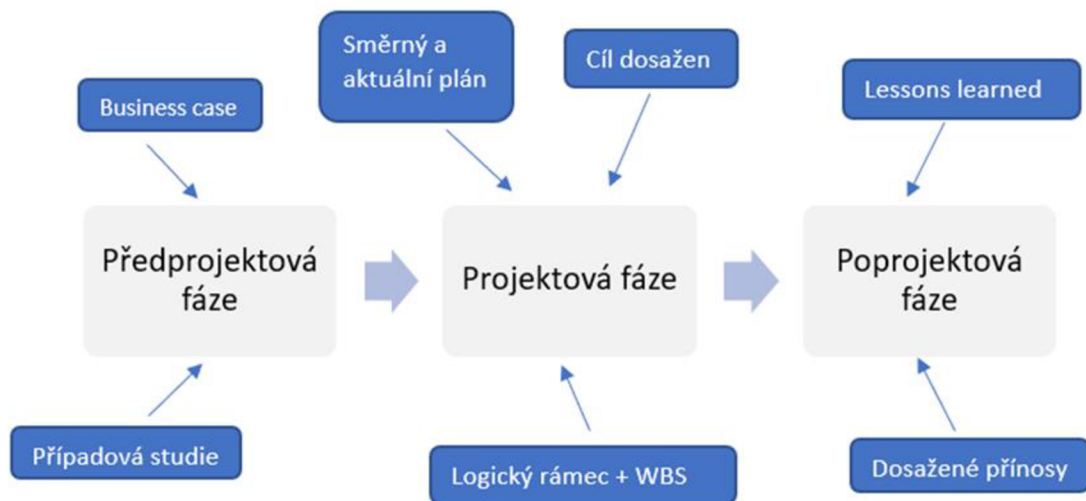 Směrný a
aktuální plán
Cíl dosažen
Business case
Lessons learned
Předprojektová
fáze
Projektová fáze
Poprojektová
fáze
Případová studie
Logický rámec + WBS
Dosažené přínosy